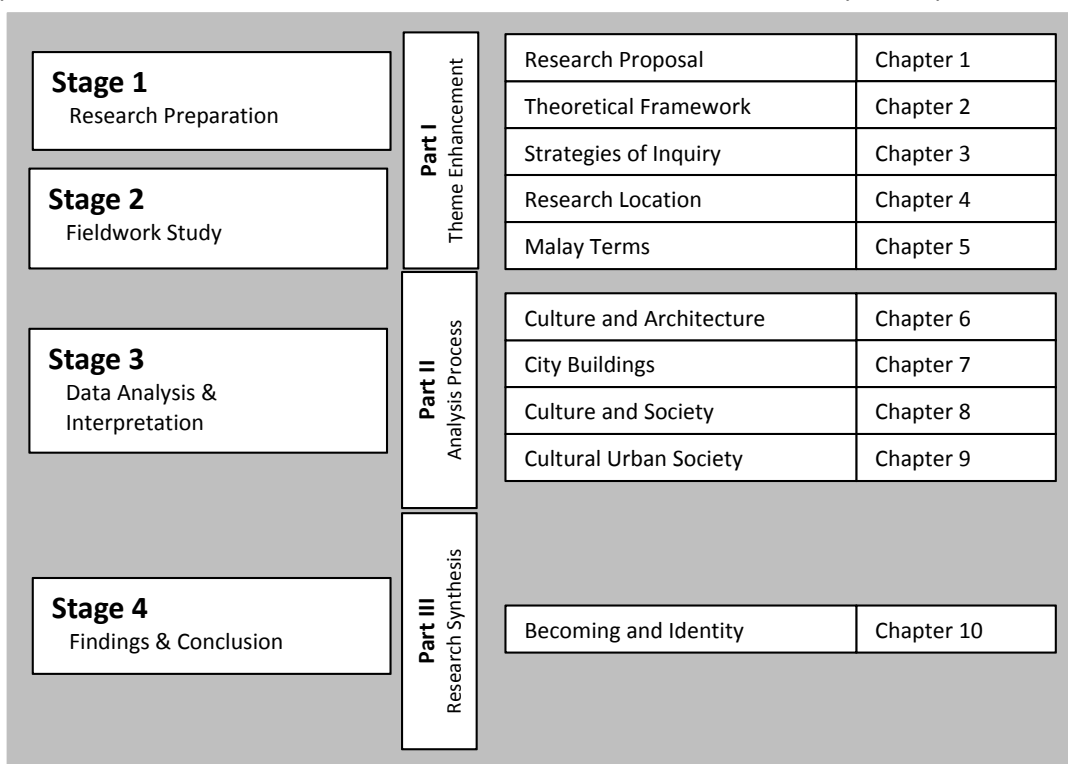 Stage 1
Research Preparation
Stage 2
Fieldwork Study
Stage 3
Data Analysis &
Interpretation
Stage 4
Findings & Conclusion
Part I
Theme Enhancement
Part II
Analysis Process
Part III
Research Synthesis
Research Proposal Chapter 1
Theoretical Framework Chapter 2
Strategies of Inquiry Chapter 3
Research Location Chapter 4
Malay Terms Chapter 5
Culture and Architecture Chapter 6
City Buildings Chapter 7
Culture and Society Chapter 8
Cultural Urban Society Chapter 9
Becoming and Identity Chapter 10